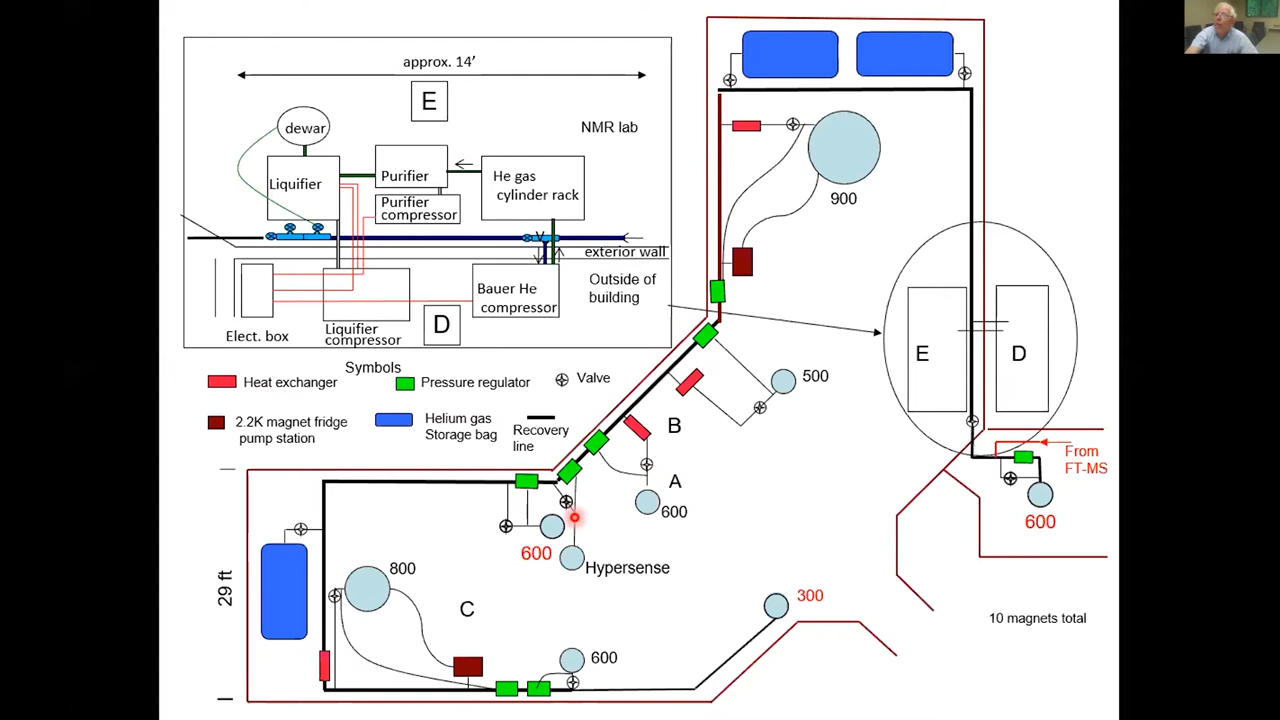 approx. 14’
E
NMR lab
dewar
Liquifier
Purifier
He gas
cylinder rack
Purifier
compressor
exterior wall
Outside of
building
Bauer He
compressor
Elect. box
Liquifier
compressor
D
Symbols
Heat exchanger
Pressure regulator
Valve
2.2K magnet fridge
pump station
Helium gas
Storage bag
Recovery
line
900
500
B
A
600
E
D
From
FT-MS
600
600
Hypersense
29 ft
800
C
300
600
10 magnets total